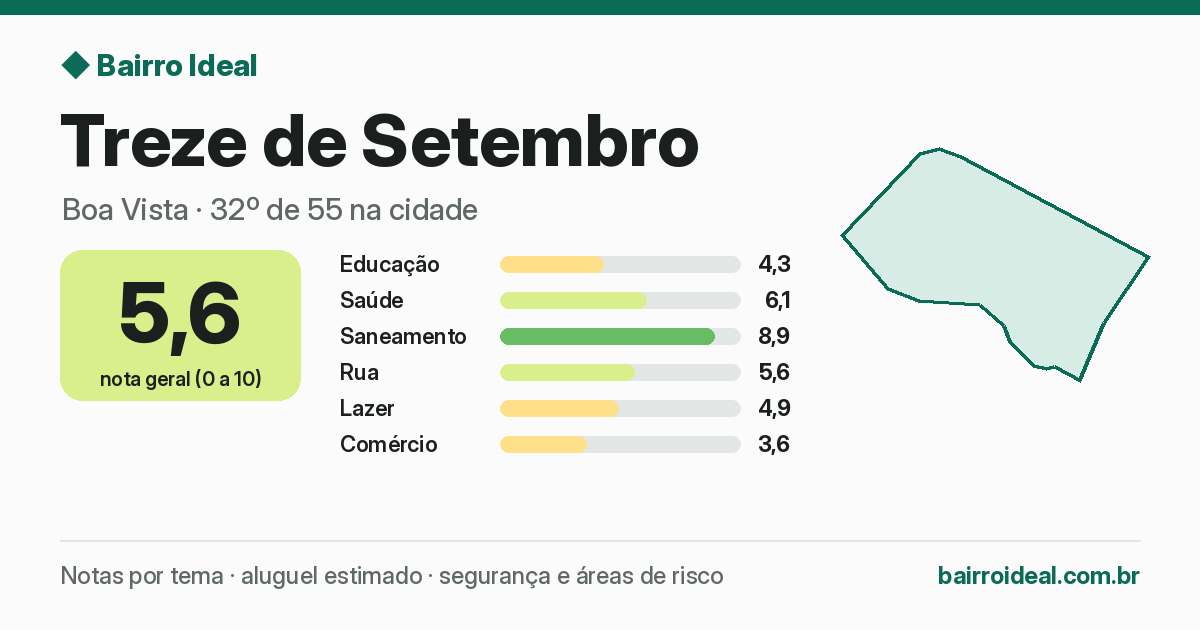 Bairro Ideal
Treze de Setembro
Boa Vista · 32º de 55 na cidade
5,6
nota geral (0 a 10)
Educação 4,3
Saúde 6,1
Saneamento 8,9
Rua 5,6
Lazer 4,9
Comércio 3,6
Notas por tema · aluguel estimado · segurança e áreas de risco
bairroideal.com.br